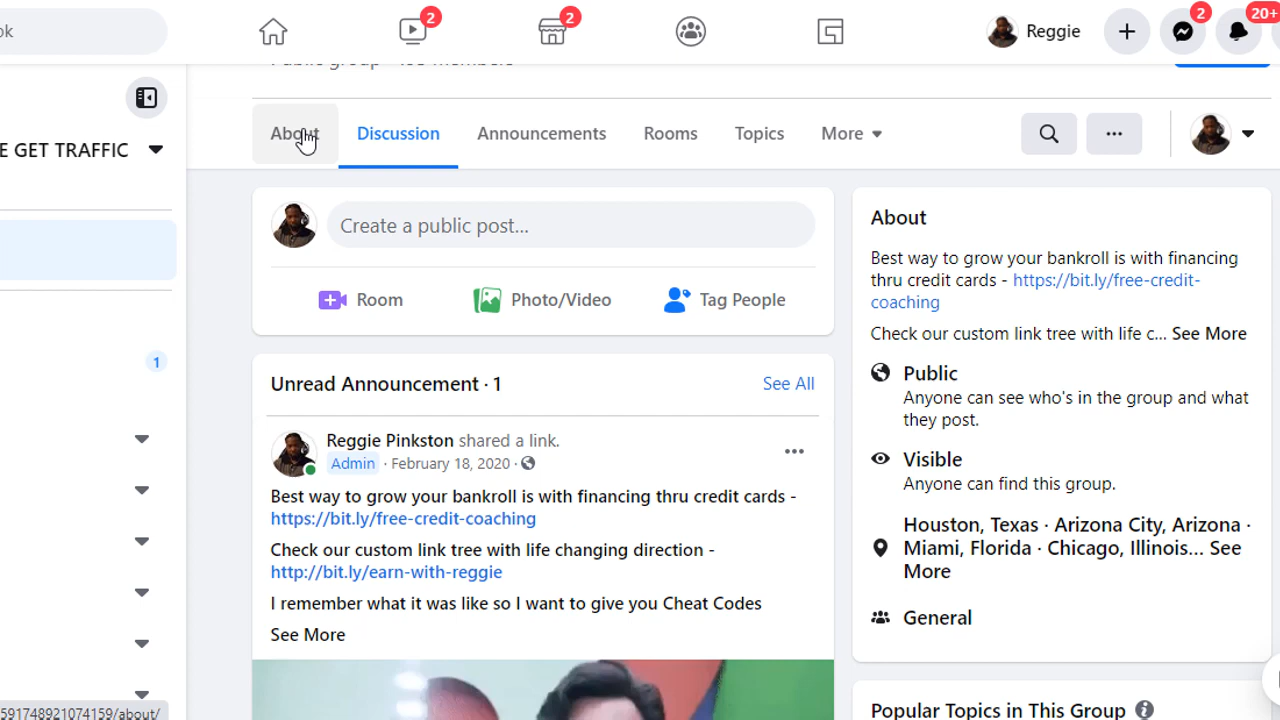 ok
2
2
Reggie
2
20+
E GET TRAFFIC
About
Discussion
Announcements
Rooms
Topics
More
Create a public post...
Room
Photo/Video
Tag People
1
Unread Announcement · 1
See All
Reggie Pinkston shared a link.
Admin · February 18, 2020 ·
Best way to grow your bankroll is with financing thru credit cards -
https://bit.ly/free-credit-coaching
Check our custom link tree with life changing direction -
http://bit.ly/earn-with-reggie
I remember what it was like so I want to give you Cheat Codes
See More
About
Best way to grow your bankroll is with financing
thru credit cards - https://bit.ly/free-credit-
coaching
Check our custom link tree with life c... See More
Public
Anyone can see who's in the group and what
they post.
Visible
Anyone can find this group.
Houston, Texas · Arizona City, Arizona ·
Miami, Florida · Chicago, Illinois... See
More
General
Popular Topics in This Group
591748921074159/about/